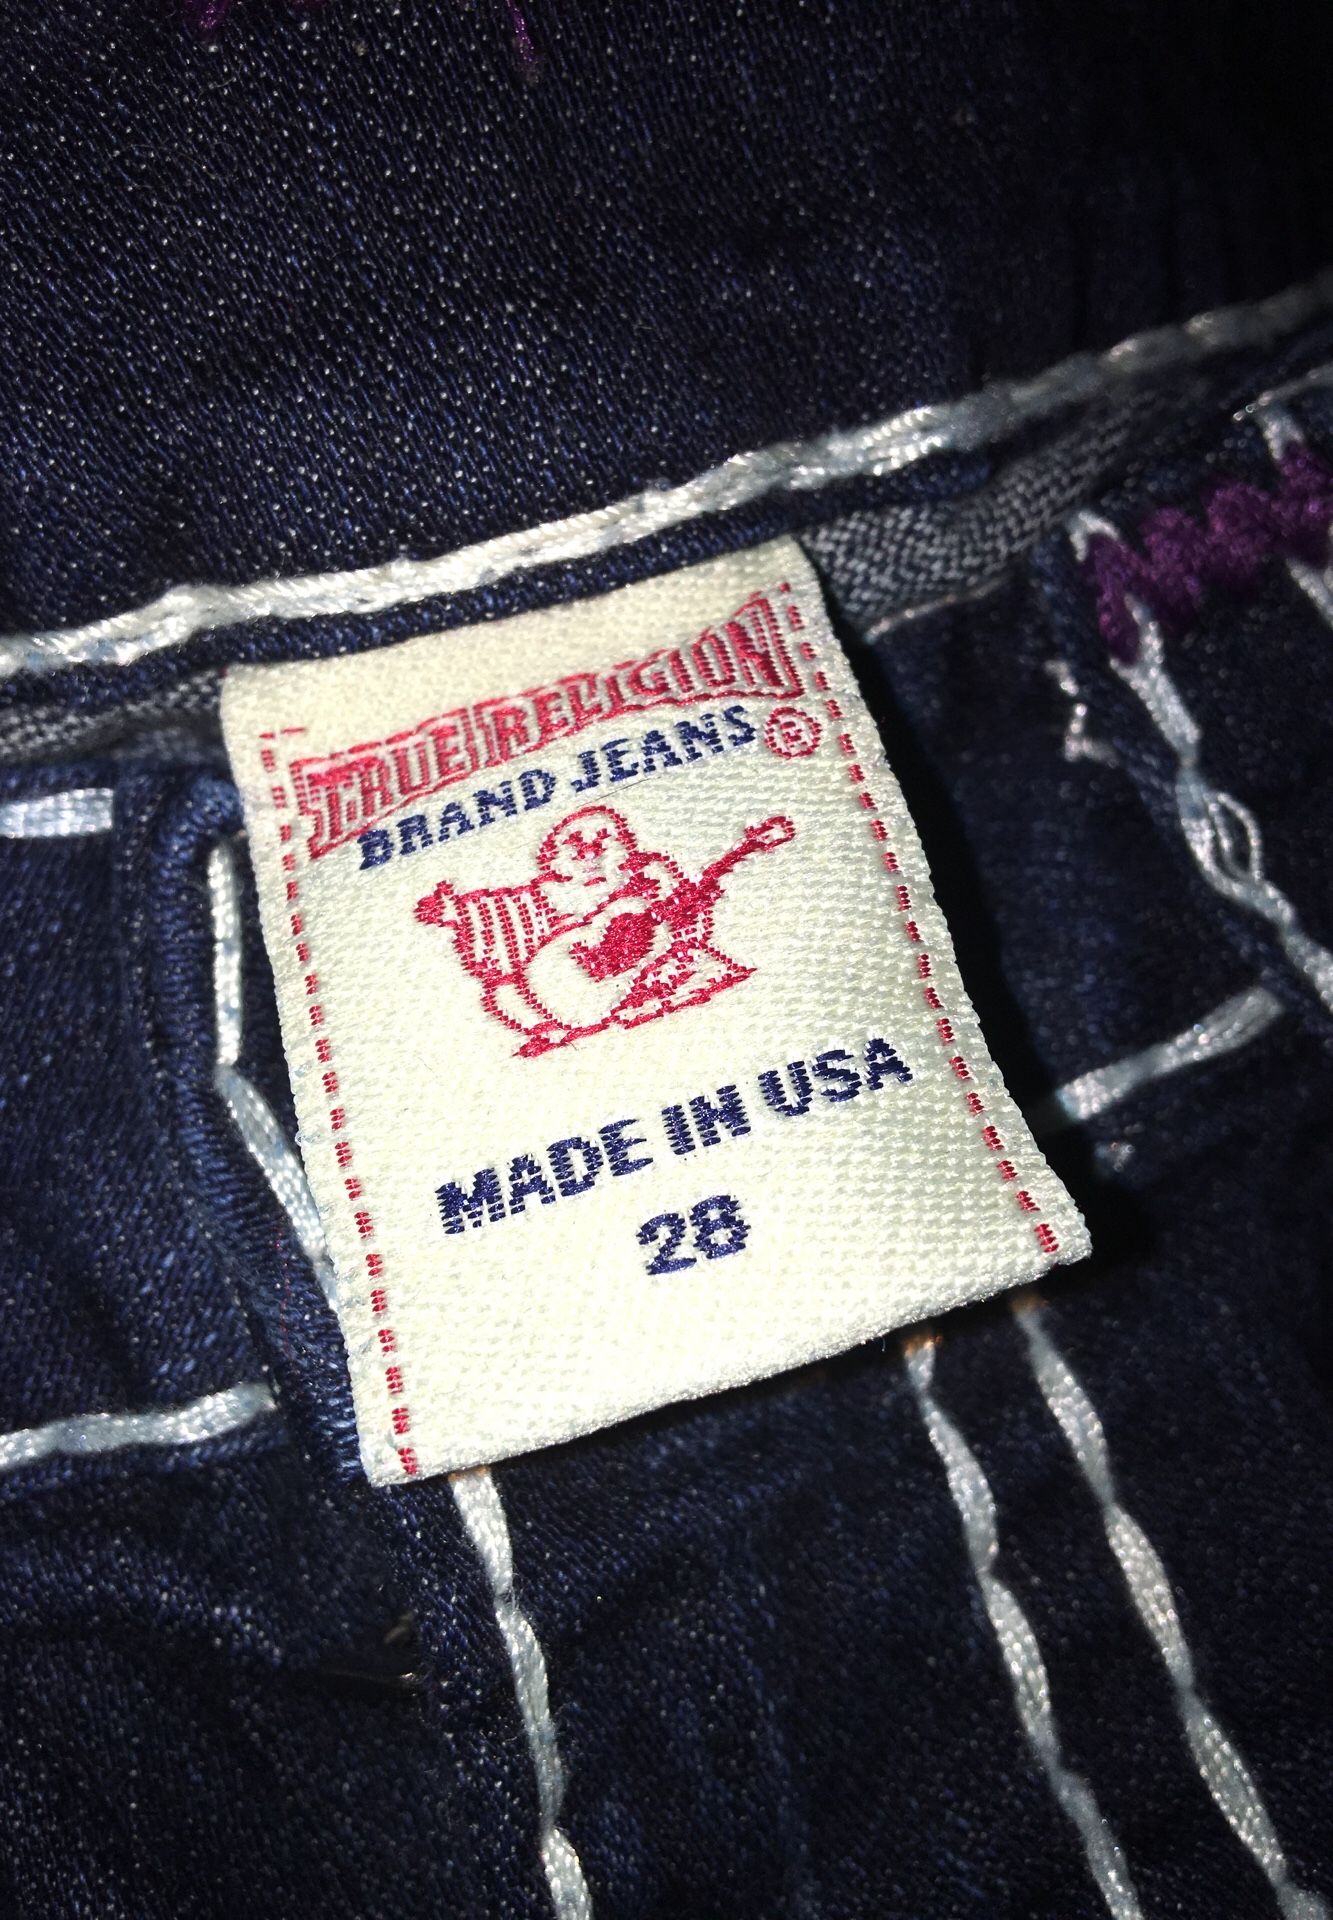 TRUE RELIGION
BRAND JEANS ®
MADE IN USA
28